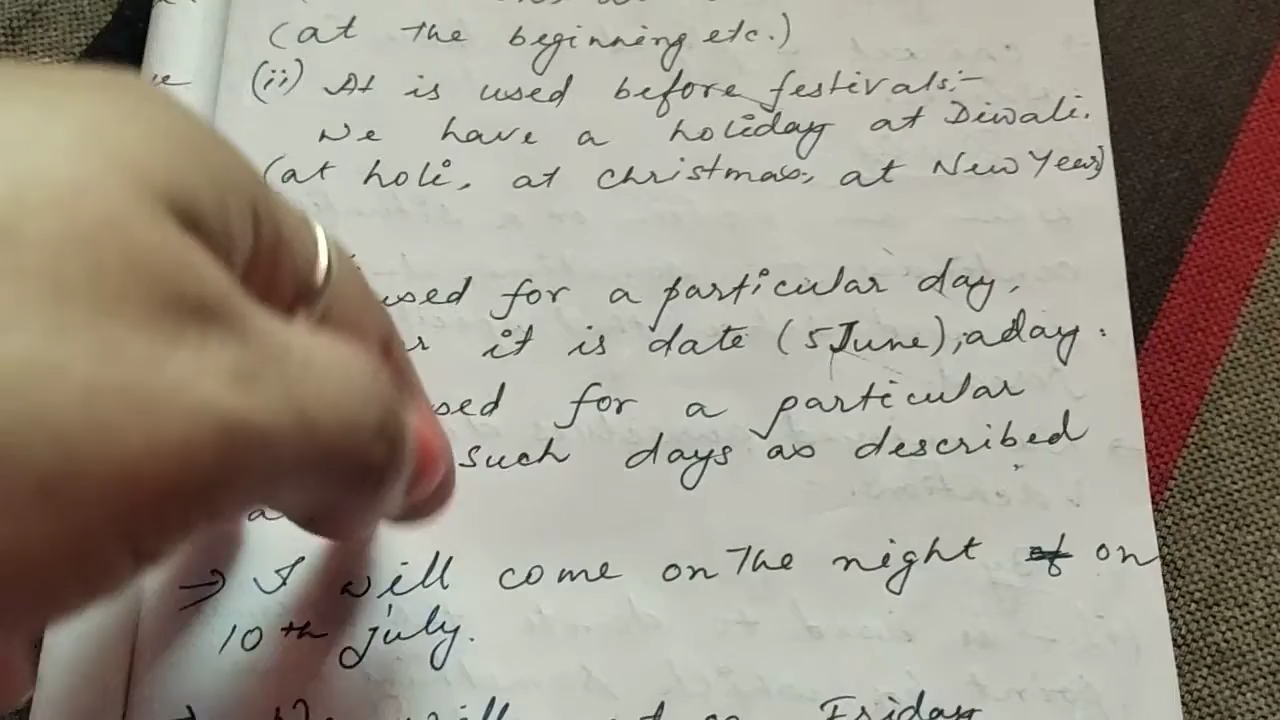 (at the beginning etc.)
(ii) At is used before festivals:-
We have a holiday at Diwali.
(at holi, at christmas, at New Year)
used for a particular day,
it is date (5 June), a day.
for a particular
such days as described
→ I will come on the night of on
10th july.
Friday